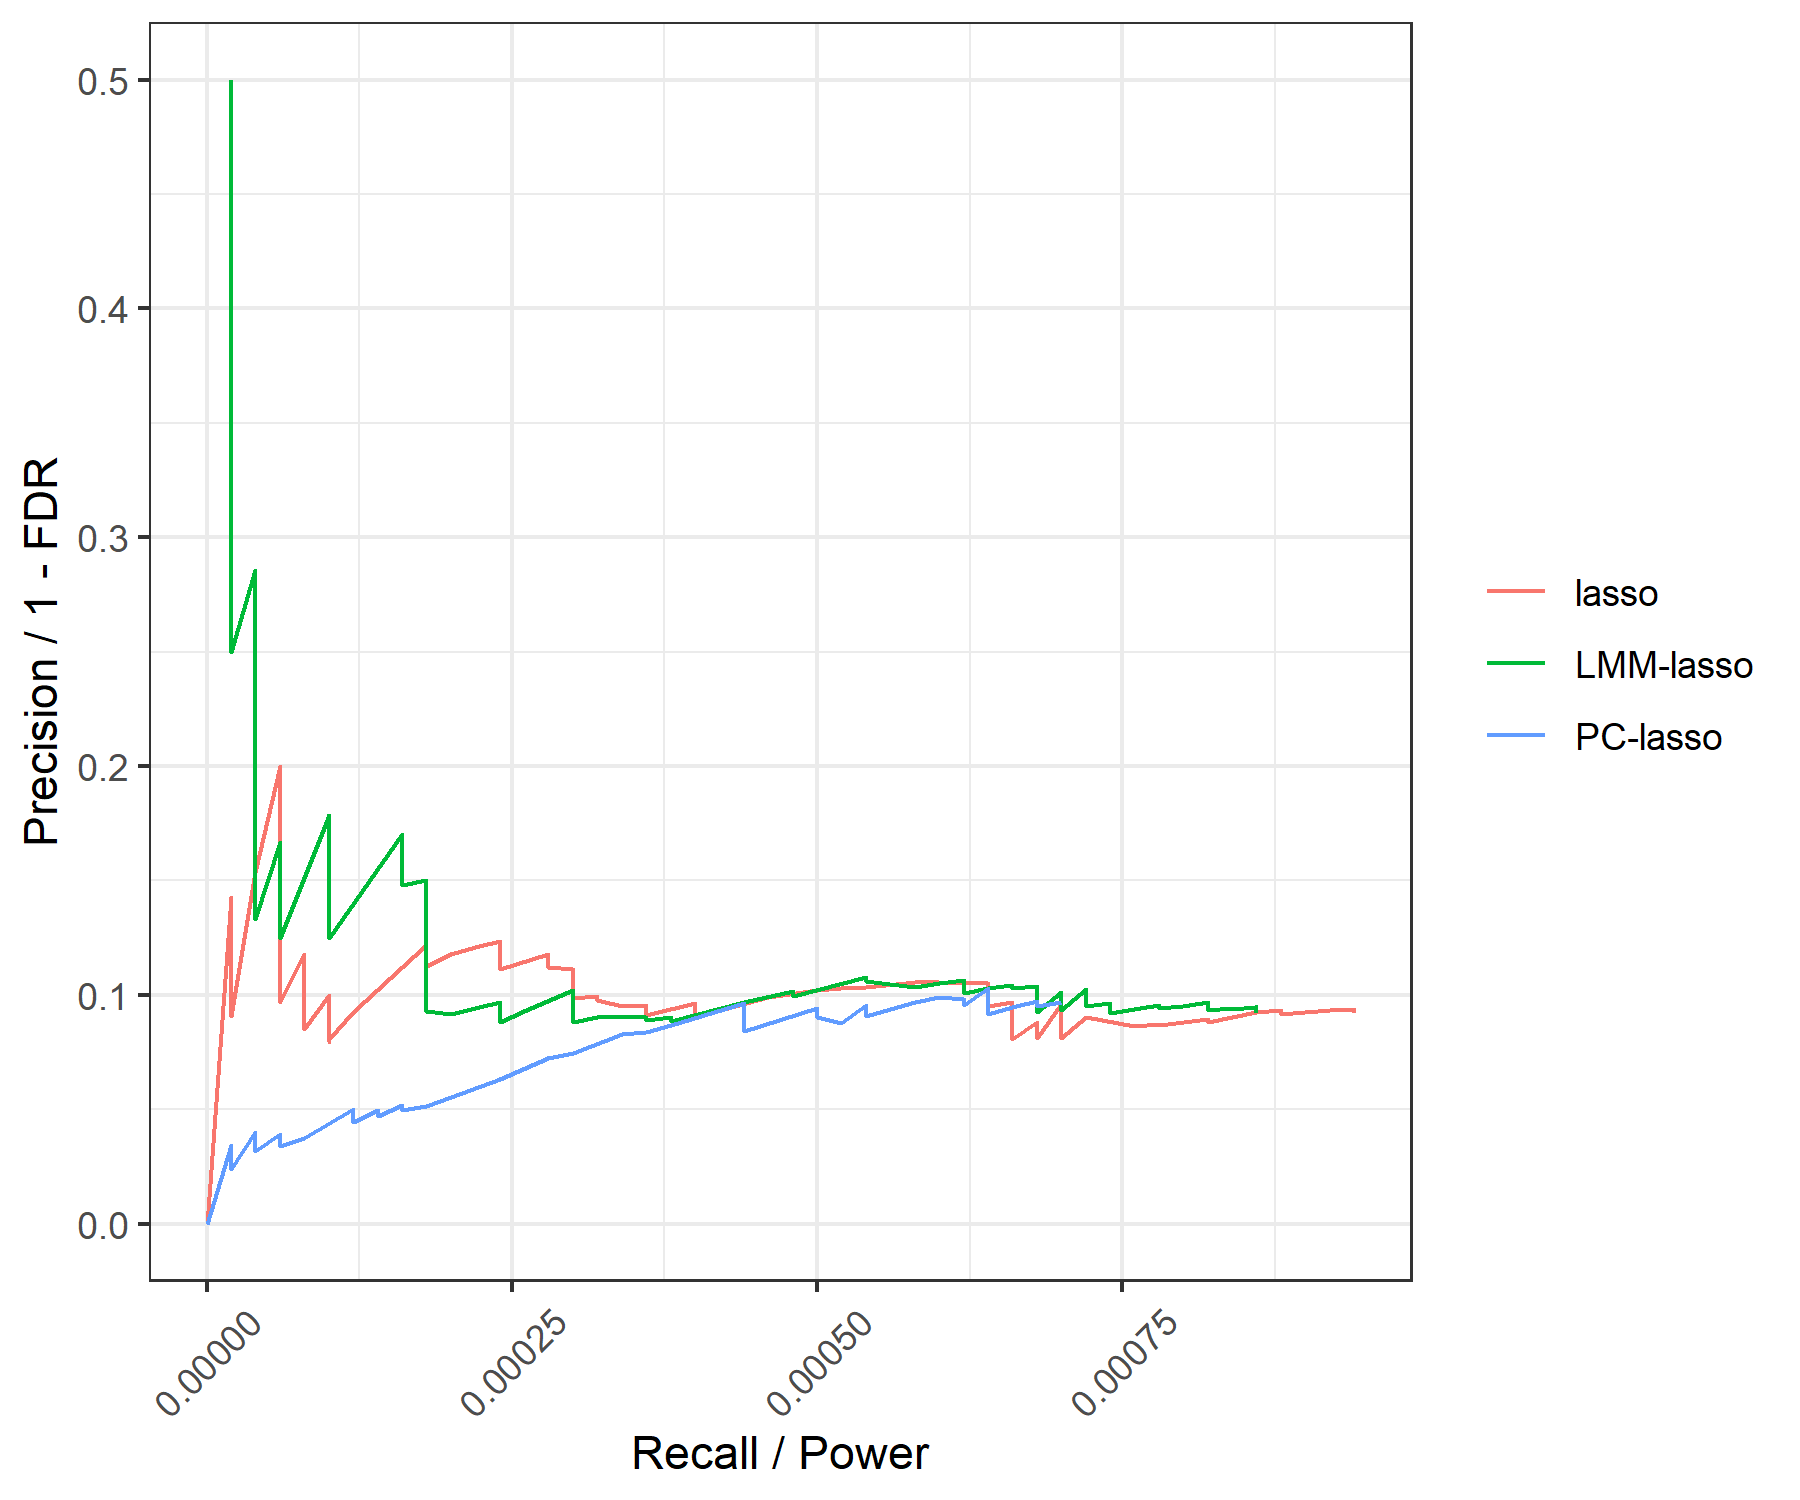 Precision / 1 - FDR
0.5
0.4
0.3
0.2
0.1
0.0
0.00000
0.00025
0.00050
0.00075
Recall / Power
lasso
LMM-lasso
PC-lasso